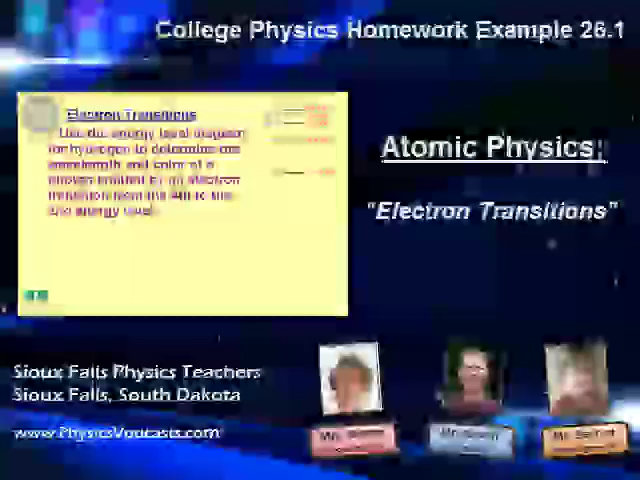 College Physics Homework Example 26.1
Electron Transitions
Use the energy level diagram
for hydrogen to determine the
wavelength and color of a
photon emitted by an electron
transition from the 4th to the
2nd energy level.
Atomic Physics:
"Electron Transitions"
Sioux Falls Physics Teachers
Sioux Falls, South Dakota
www.PhysicsVodcasts.com